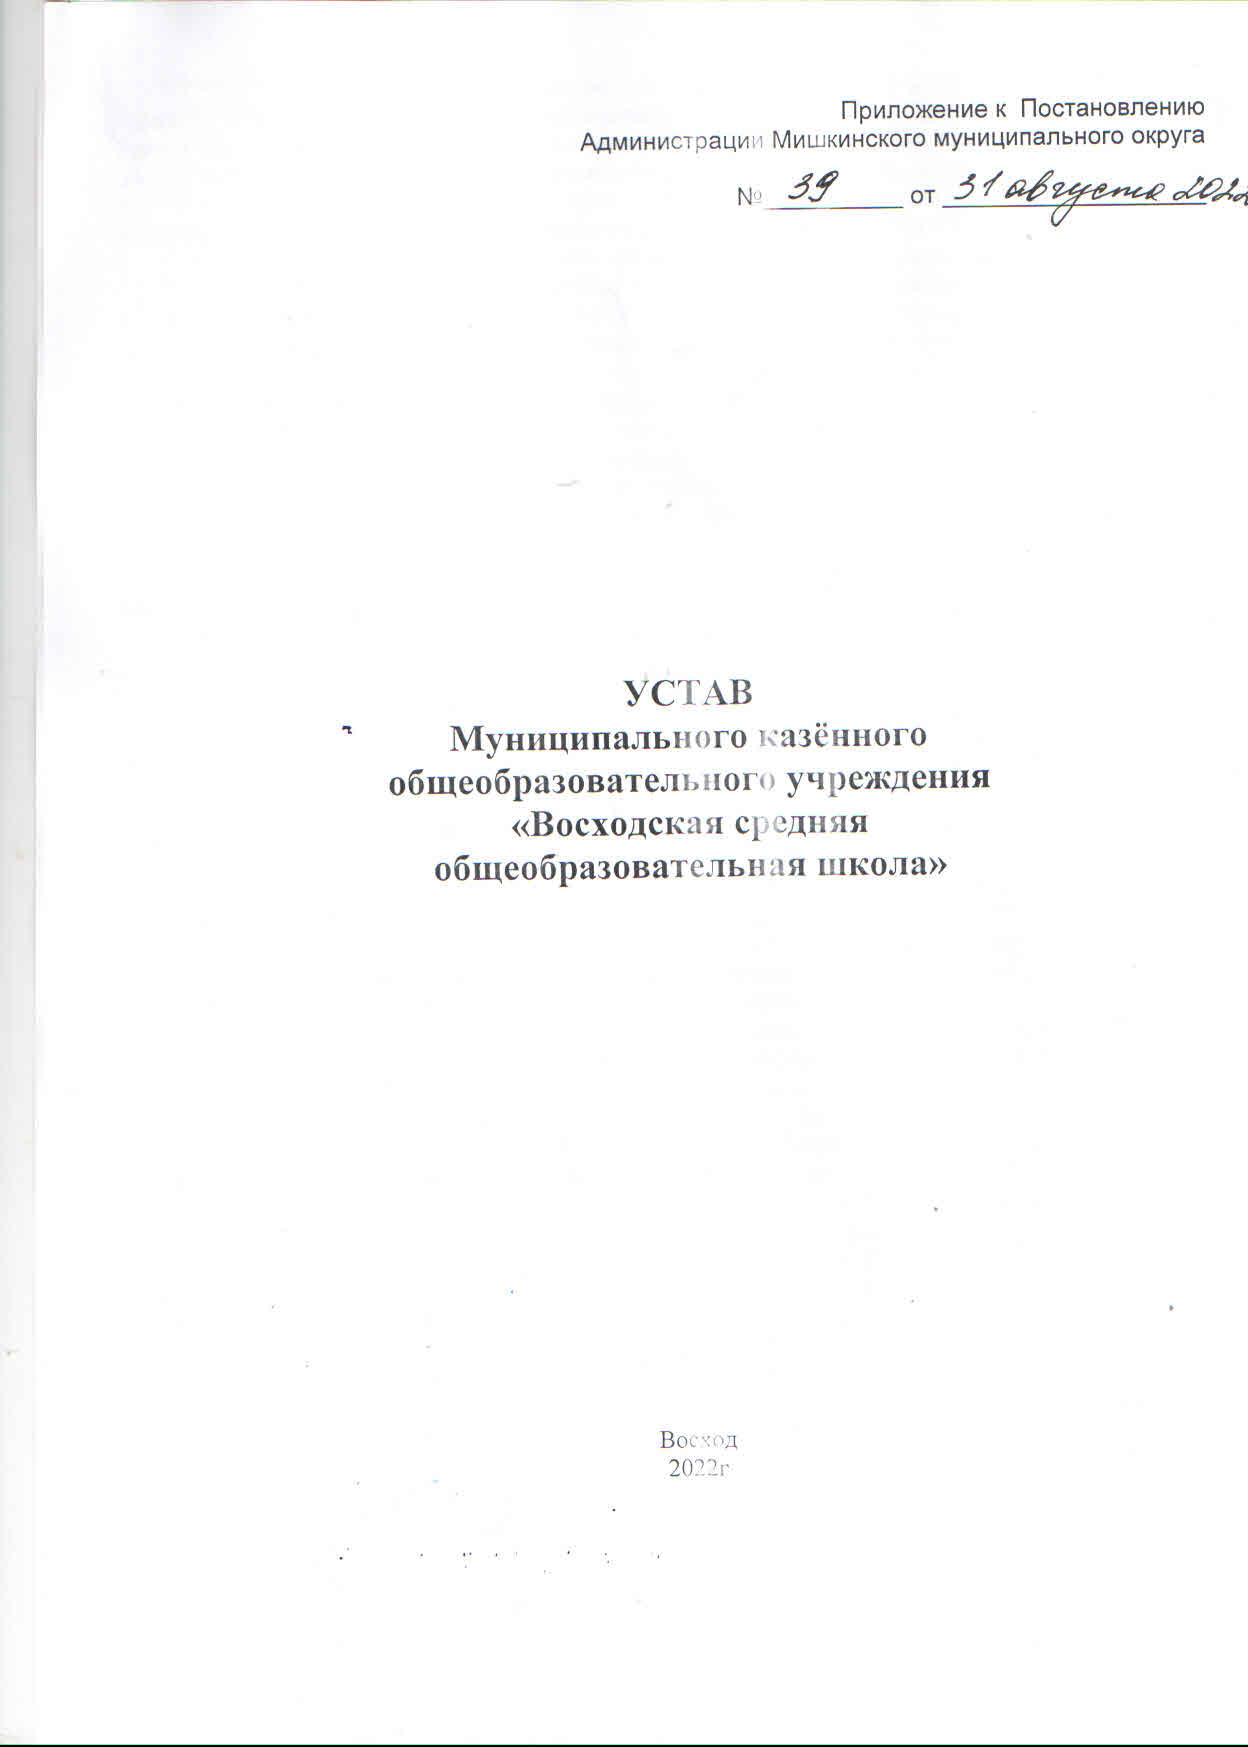 Приложение к Постановлению
Администрации Мишкинского муниципального округа
№ 39 от 31 августа 2022
УСТАВ
Муниципального казённого
общеобразовательного учреждения
«Восходская средняя
общеобразовательная школа»
Восход
2022г